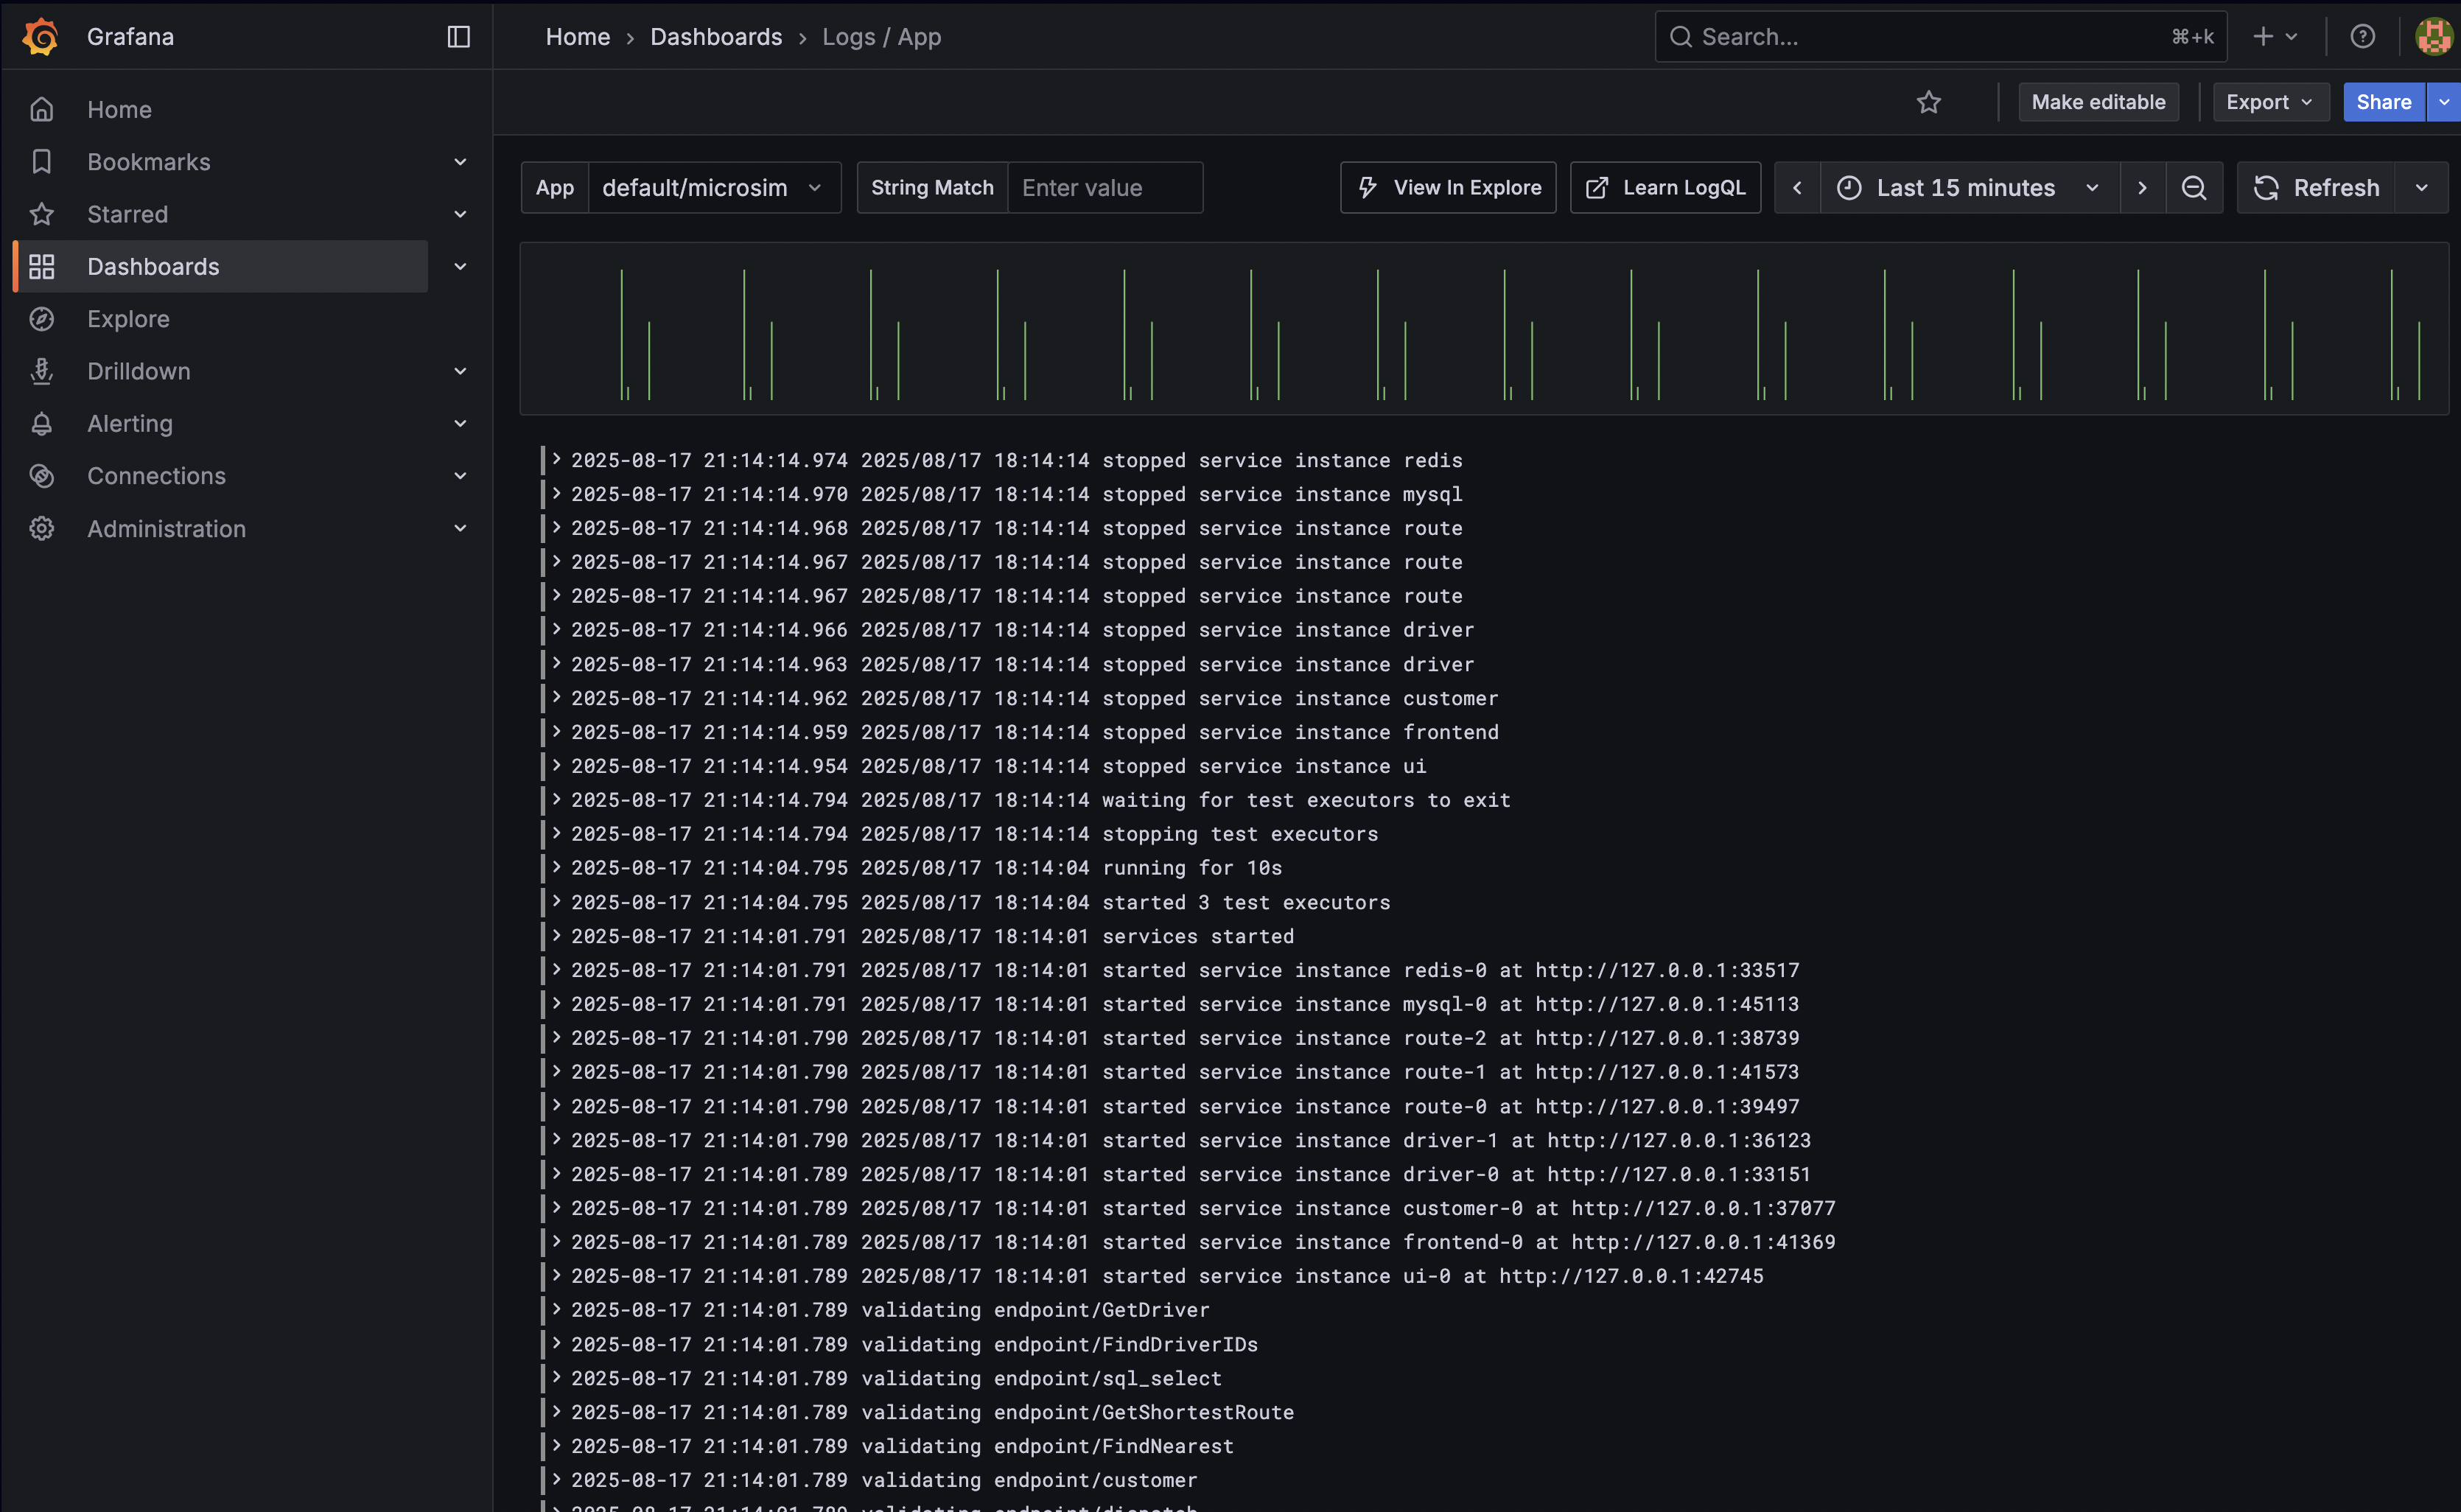 Grafana
Home › Dashboards › Logs / App
Search...
⌘+k
Make editable
Export
Share
Home
Bookmarks
Starred
Dashboards
Explore
Drilldown
Alerting
Connections
Administration
App default/microsim String Match Enter value View In Explore Learn LogQL Last 15 minutes Refresh
2025-08-17 21:14:14.974 2025/08/17 18:14:14 stopped service instance redis
2025-08-17 21:14:14.970 2025/08/17 18:14:14 stopped service instance mysql
2025-08-17 21:14:14.968 2025/08/17 18:14:14 stopped service instance route
2025-08-17 21:14:14.967 2025/08/17 18:14:14 stopped service instance route
2025-08-17 21:14:14.967 2025/08/17 18:14:14 stopped service instance route
2025-08-17 21:14:14.966 2025/08/17 18:14:14 stopped service instance driver
2025-08-17 21:14:14.963 2025/08/17 18:14:14 stopped service instance driver
2025-08-17 21:14:14.962 2025/08/17 18:14:14 stopped service instance customer
2025-08-17 21:14:14.959 2025/08/17 18:14:14 stopped service instance frontend
2025-08-17 21:14:14.954 2025/08/17 18:14:14 stopped service instance ui
2025-08-17 21:14:14.794 2025/08/17 18:14:14 waiting for test executors to exit
2025-08-17 21:14:14.794 2025/08/17 18:14:14 stopping test executors
2025-08-17 21:14:04.795 2025/08/17 18:14:04 running for 10s
2025-08-17 21:14:04.795 2025/08/17 18:14:04 started 3 test executors
2025-08-17 21:14:01.791 2025/08/17 18:14:01 services started
2025-08-17 21:14:01.791 2025/08/17 18:14:01 started service instance redis-0 at http://127.0.0.1:33517
2025-08-17 21:14:01.791 2025/08/17 18:14:01 started service instance mysql-0 at http://127.0.0.1:45113
2025-08-17 21:14:01.790 2025/08/17 18:14:01 started service instance route-2 at http://127.0.0.1:38739
2025-08-17 21:14:01.790 2025/08/17 18:14:01 started service instance route-1 at http://127.0.0.1:41573
2025-08-17 21:14:01.790 2025/08/17 18:14:01 started service instance route-0 at http://127.0.0.1:39497
2025-08-17 21:14:01.790 2025/08/17 18:14:01 started service instance driver-1 at http://127.0.0.1:36123
2025-08-17 21:14:01.789 2025/08/17 18:14:01 started service instance driver-0 at http://127.0.0.1:33151
2025-08-17 21:14:01.789 2025/08/17 18:14:01 started service instance customer-0 at http://127.0.0.1:37077
2025-08-17 21:14:01.789 2025/08/17 18:14:01 started service instance frontend-0 at http://127.0.0.1:41369
2025-08-17 21:14:01.789 2025/08/17 18:14:01 started service instance ui-0 at http://127.0.0.1:42745
2025-08-17 21:14:01.789 validating endpoint/GetDriver
2025-08-17 21:14:01.789 validating endpoint/FindDriverIDs
2025-08-17 21:14:01.789 validating endpoint/sql_select
2025-08-17 21:14:01.789 validating endpoint/GetShortestRoute
2025-08-17 21:14:01.789 validating endpoint/FindNearest
2025-08-17 21:14:01.789 validating endpoint/customer